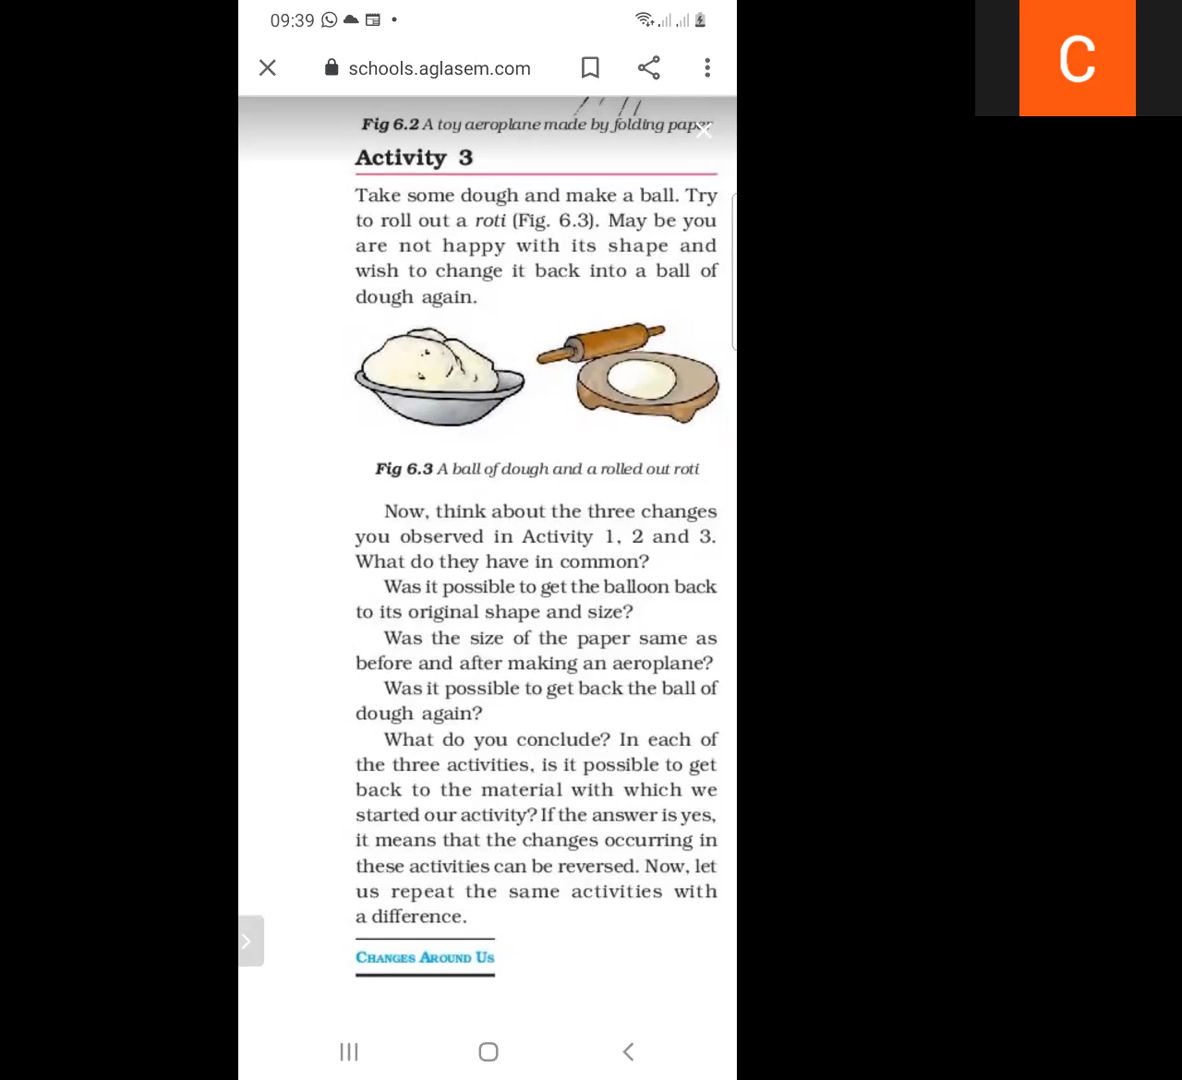 09:39
schools.aglasem.com
C
Fig 6.2 A toy aeroplane made by folding paper
Activity 3
Take some dough and make a ball. Try
to roll out a roti (Fig. 6.3). May be you
are not happy with its shape and
wish to change it back into a ball of
dough again.
Fig 6.3 A ball of dough and a rolled out roti
Now, think about the three changes
you observed in Activity 1, 2 and 3.
What do they have in common?
Was it possible to get the balloon back
to its original shape and size?
Was the size of the paper same as
before and after making an aeroplane?
Was it possible to get back the ball of
dough again?
What do you conclude? In each of
the three activities, is it possible to get
back to the material with which we
started our activity? If the answer is yes,
it means that the changes occurring in
these activities can be reversed. Now, let
us repeat the same activities with
a difference.
CHANGES AROUND US